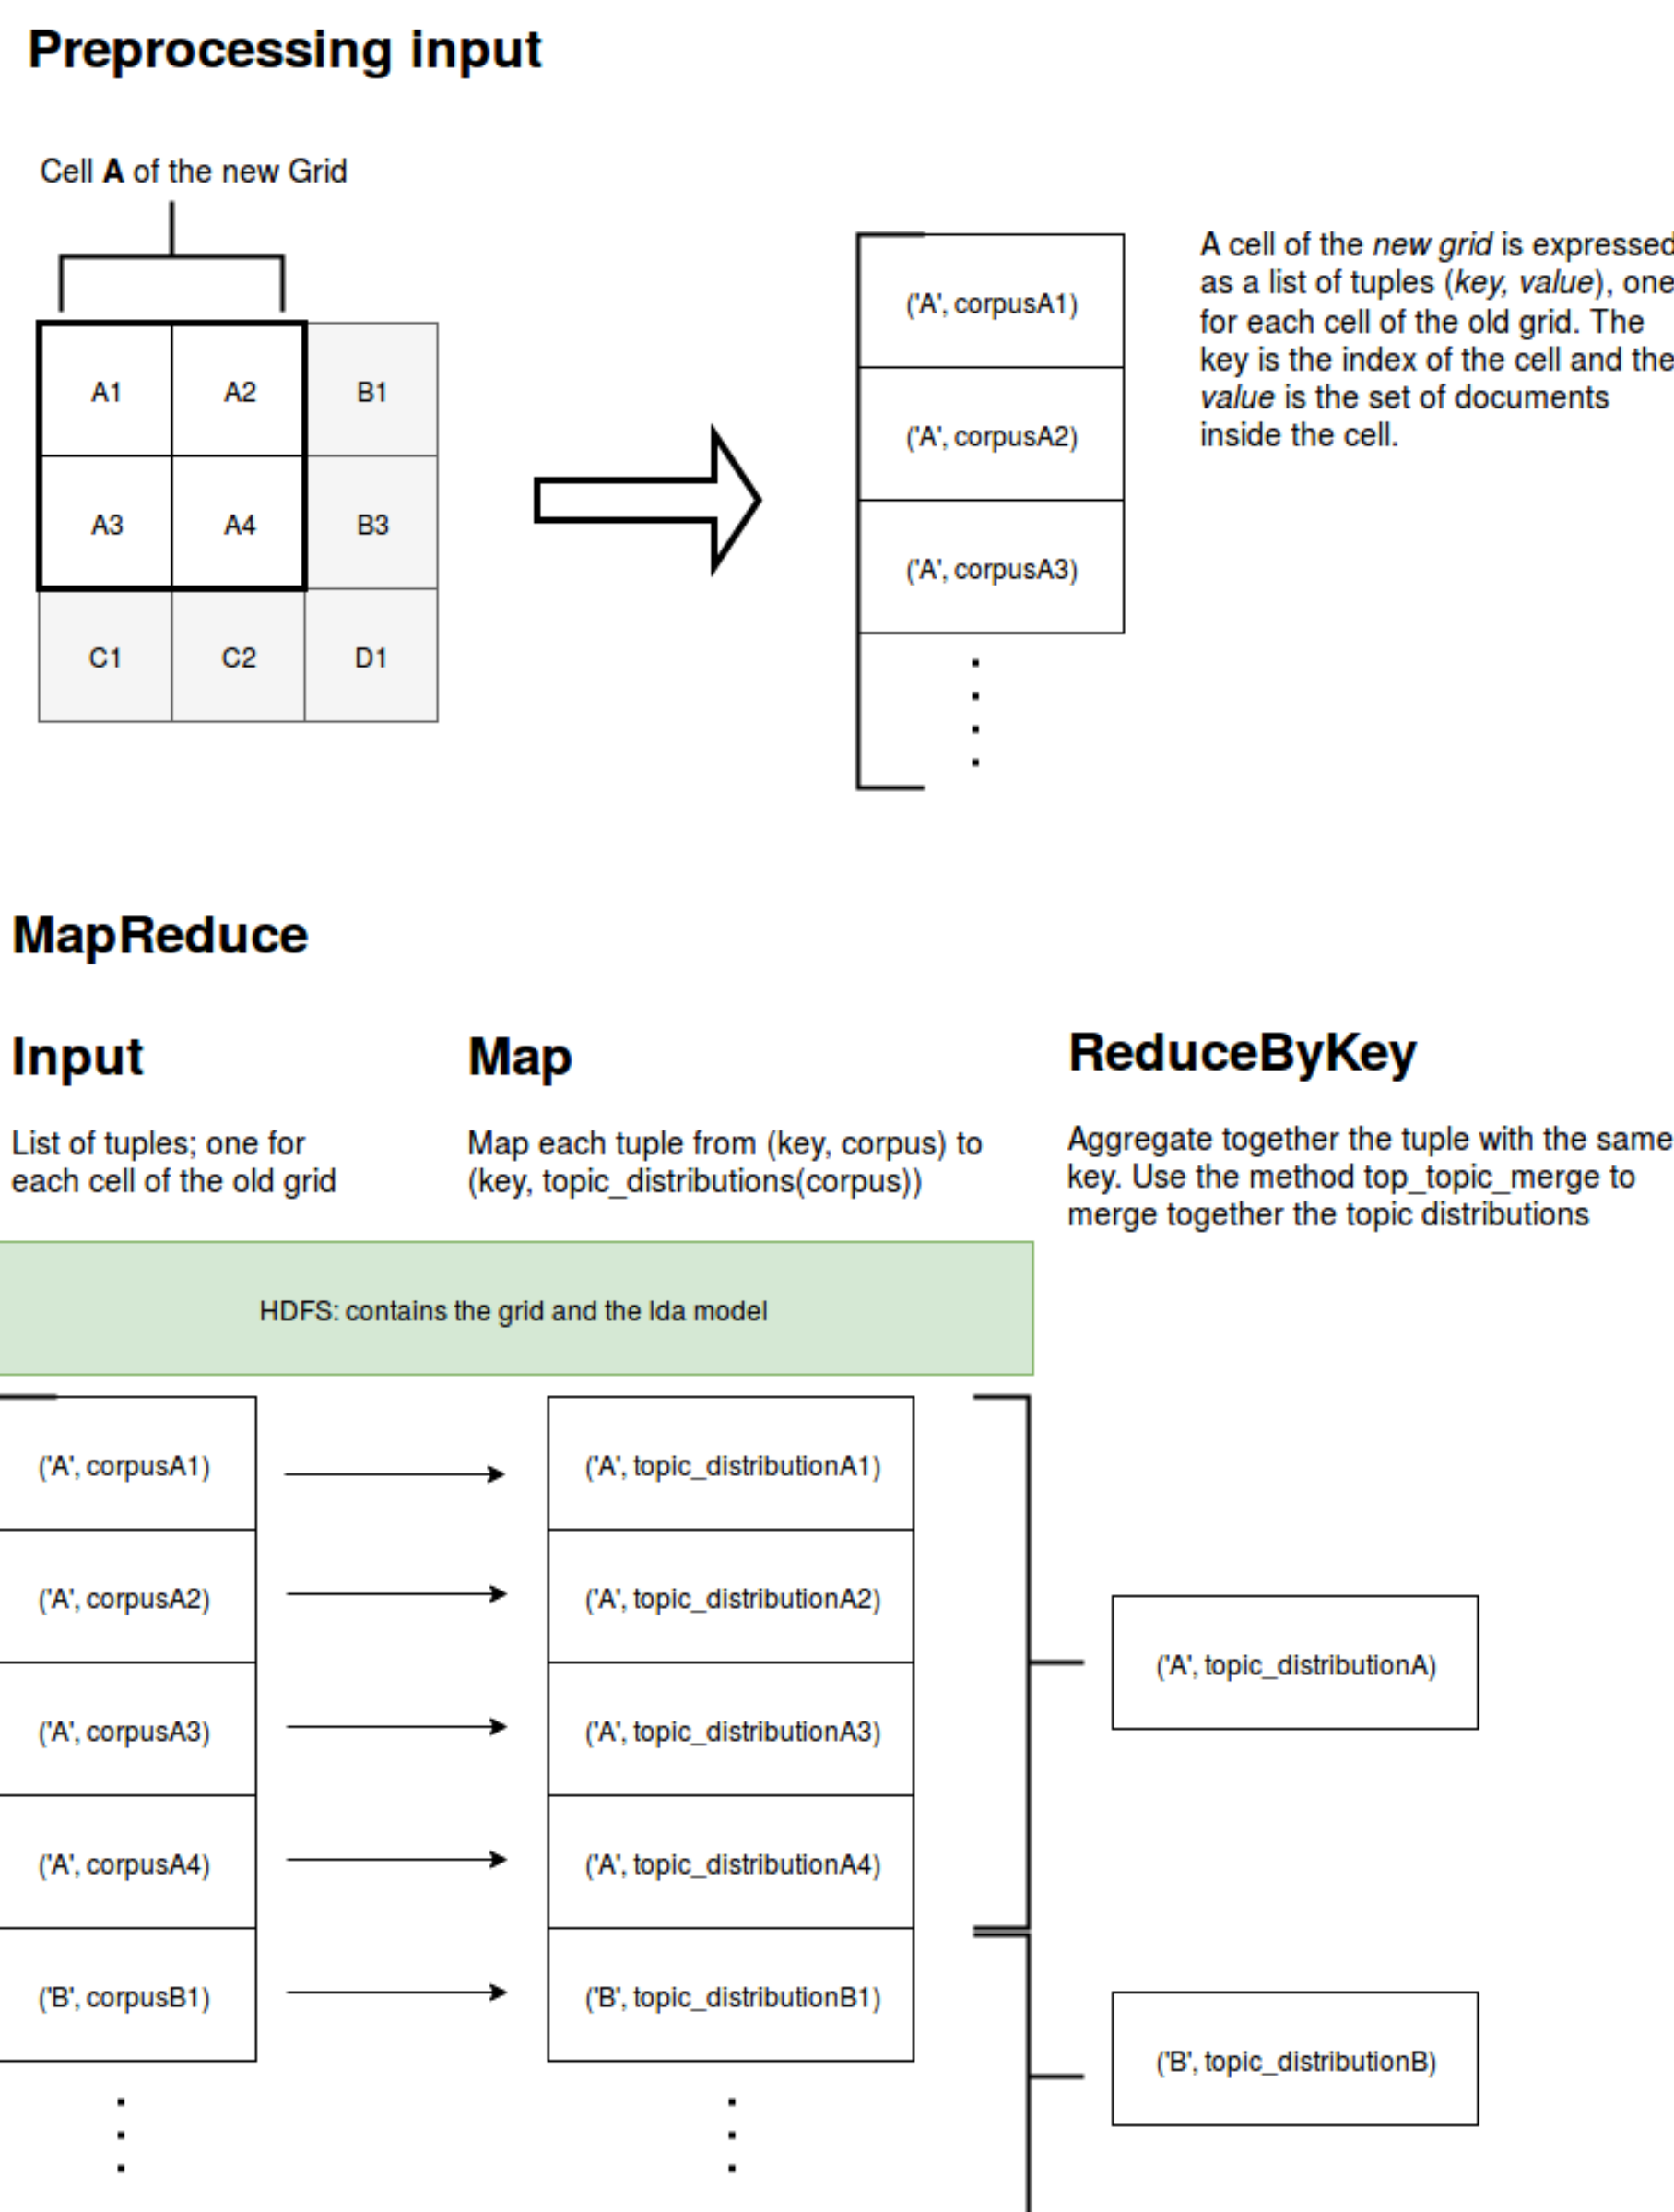 Preprocessing input
Cell A of the new Grid
A1 A2 B1
A3 A4 B3
C1 C2 D1
('A', corpusA1)
('A', corpusA2)
('A', corpusA3)
A cell of the new grid is expressed
as a list of tuples (key, value), one
for each cell of the old grid. The
key is the index of the cell and the
value is the set of documents
inside the cell.
MapReduce
Input
List of tuples; one for
each cell of the old grid
Map
Map each tuple from (key, corpus) to
(key, topic_distributions(corpus))
ReduceByKey
Aggregate together the tuple with the same
key. Use the method top_topic_merge to
merge together the topic distributions
HDFS: contains the grid and the lda model
('A', corpusA1)
('A', corpusA2)
('A', corpusA3)
('A', corpusA4)
('B', corpusB1)
('A', topic_distributionA1)
('A', topic_distributionA2)
('A', topic_distributionA3)
('A', topic_distributionA4)
('B', topic_distributionB1)
('A', topic_distributionA)
('B', topic_distributionB)